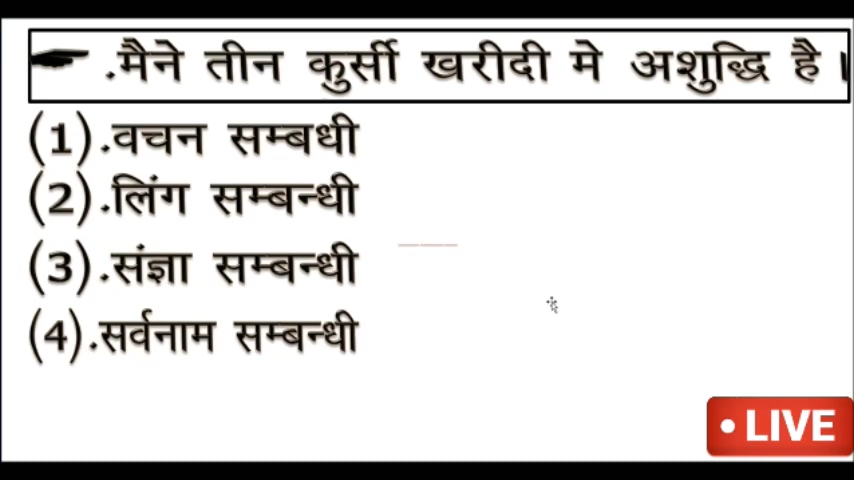 .मैने तीन कुर्सी खरीदी मे अशुद्धि है।
(1).वचन सम्बधी
(2).लिंग सम्बन्धी
(3).संज्ञा सम्बन्धी
(4).सर्वनाम सम्बन्धी
• LIVE